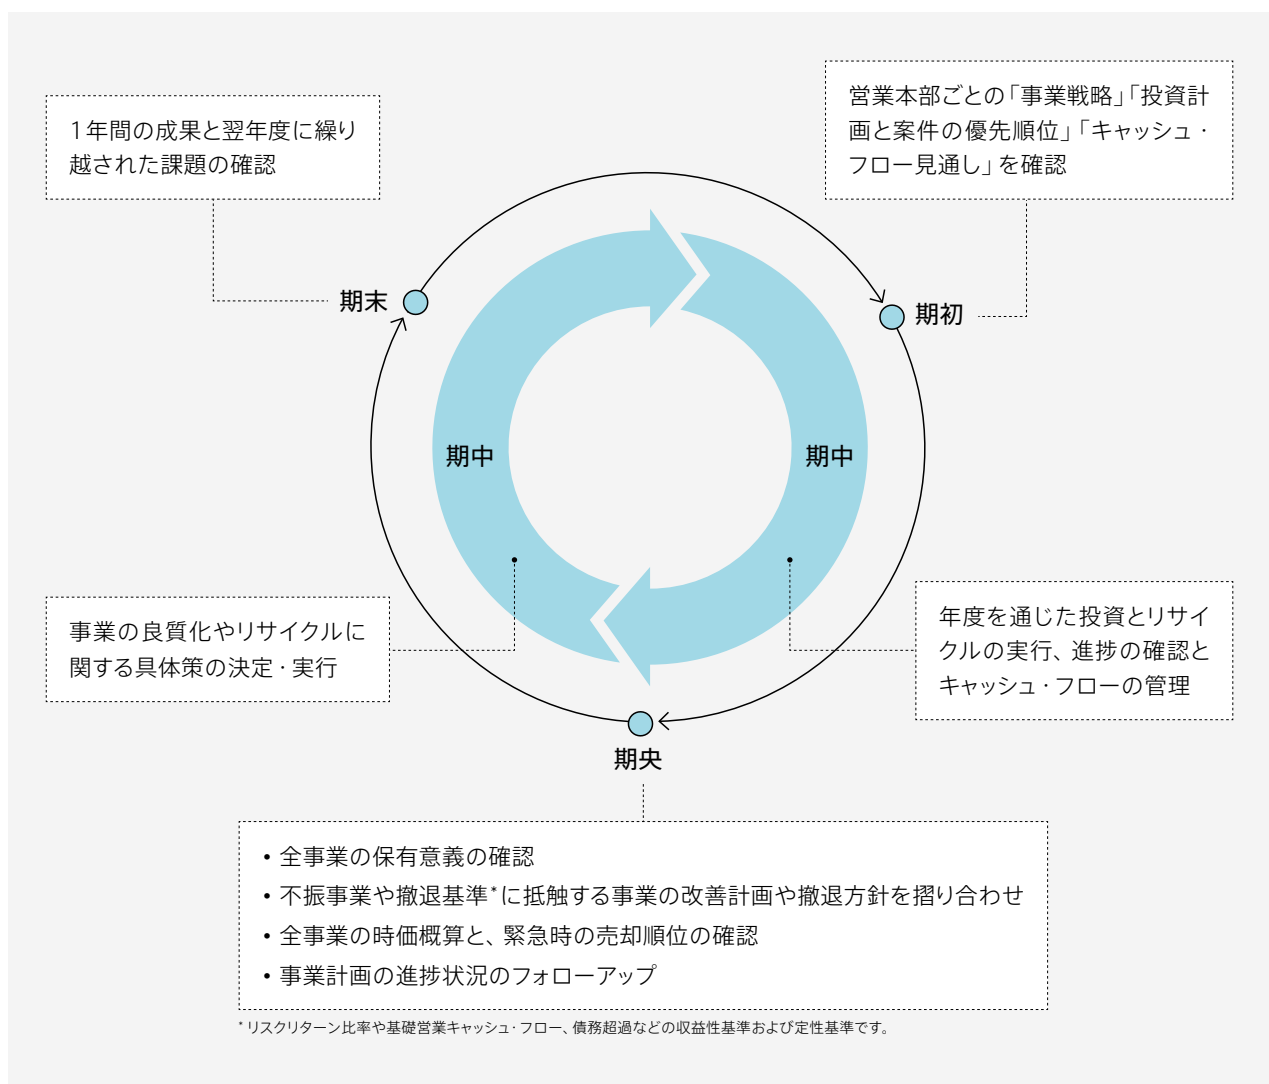 1年間の成果と翌年度に繰り
越された課題の確認
営業本部ごとの「事業戦略」「投資計
画と案件の優先順位」「キャッシュ・
フロー見通し」を確認
期末
期初
期中
期中
事業の良質化やリサイクルに
関する具体策の決定・実行
年度を通じた投資とリサイ
クルの実行、進捗の確認と
キャッシュ・フローの管理
期央
• 全事業の保有意義の確認
• 不振事業や撤退基準*に抵触する事業の改善計画や撤退方針を摺り合わせ
• 全事業の時価概算と、緊急時の売却順位の確認
• 事業計画の進捗状況のフォローアップ
* リスクリターン比率や基礎営業キャッシュ・フロー、債務超過などの収益性基準および定性基準です。